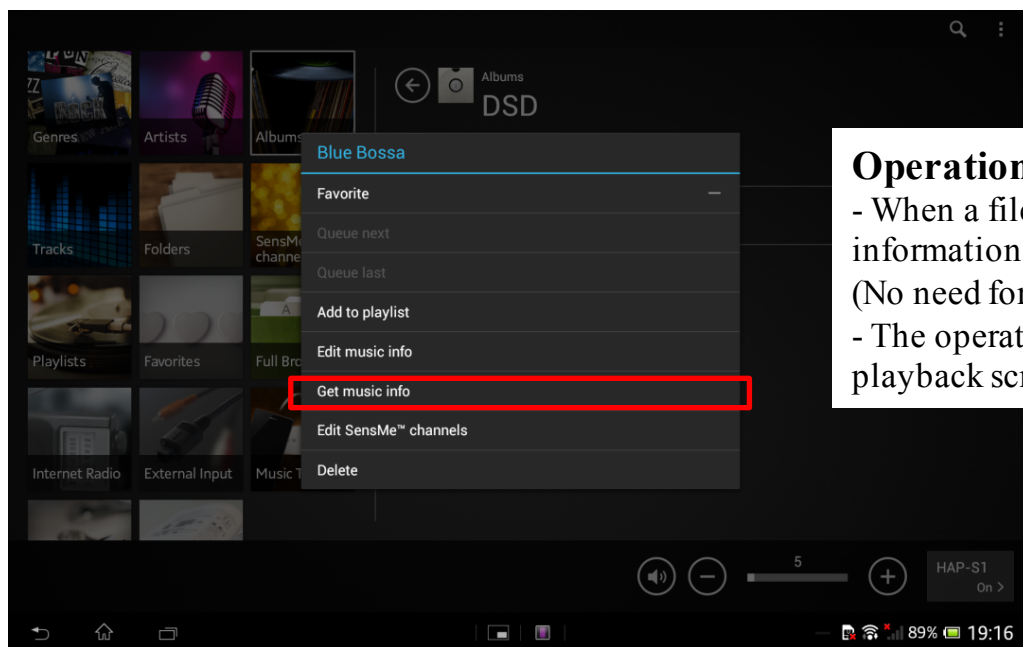 Albums
DSD
Genres
Artists
Albums
Tracks
Folders
SensMe
channe
Playlists
Favorites
Full Bro
Internet Radio
External Input
Music T
Blue Bossa
Favorite
Queue next
Queue last
Add to playlist
Edit music info
Get music info
Edit SensMe™ channels
Delete
Operation
- When a file
information
(No need for
- The operat
playback scr
5
HAP-S1
On >
89%
19:16